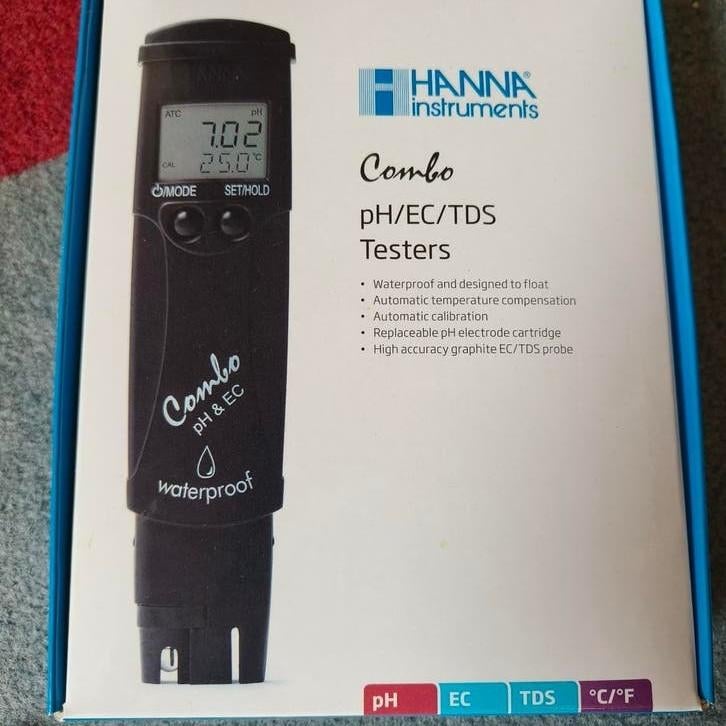 HANNA®
instruments
Combo
pH/EC/TDS
Testers
• Waterproof and designed to float
• Automatic temperature compensation
• Automatic calibration
• Replaceable pH electrode cartridge
• High accuracy graphite EC/TDS probe
HANNA
ATC pH
7.02
CAL 25.0 °C
⏻/MODE SET/HOLD
Combo
pH & EC
waterproof
pH EC TDS °C/°F